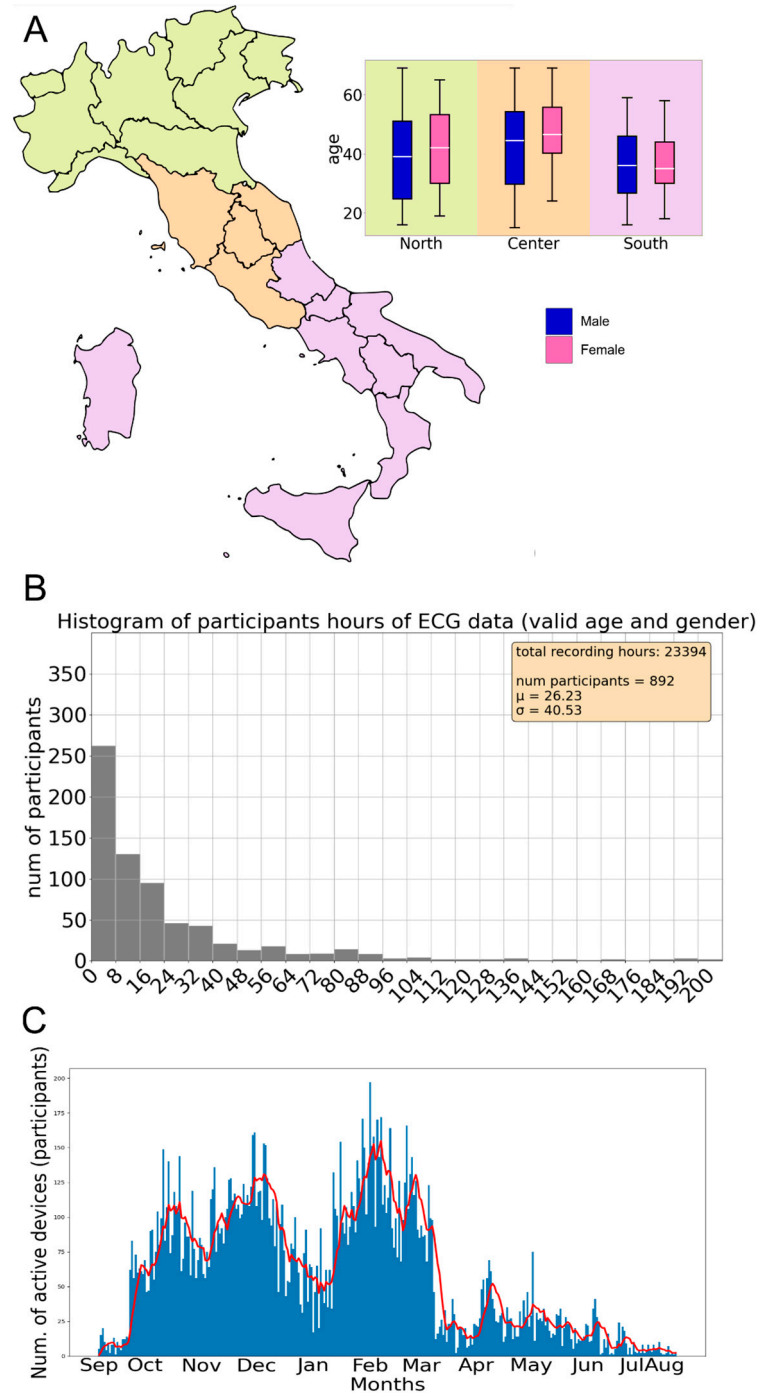 A
age
60
40
20
North Center South
Male
Female
B
Histogram of participants hours of ECG data (valid age and gender)
total recording hours: 23394
num participants = 892
μ = 26.23
σ = 40.53
num of participants
350
300
250
200
150
100
50
0
0 8 16 24 32 40 48 56 64 72 80 88 96 104 112 120 128 136 144 152 160 168 176 184 192 200
C
Num. of active devices (participants)
200
175
150
125
100
75
50
25
0
Sep Oct Nov Dec Jan Feb Mar Apr May Jun Jul Aug
Months